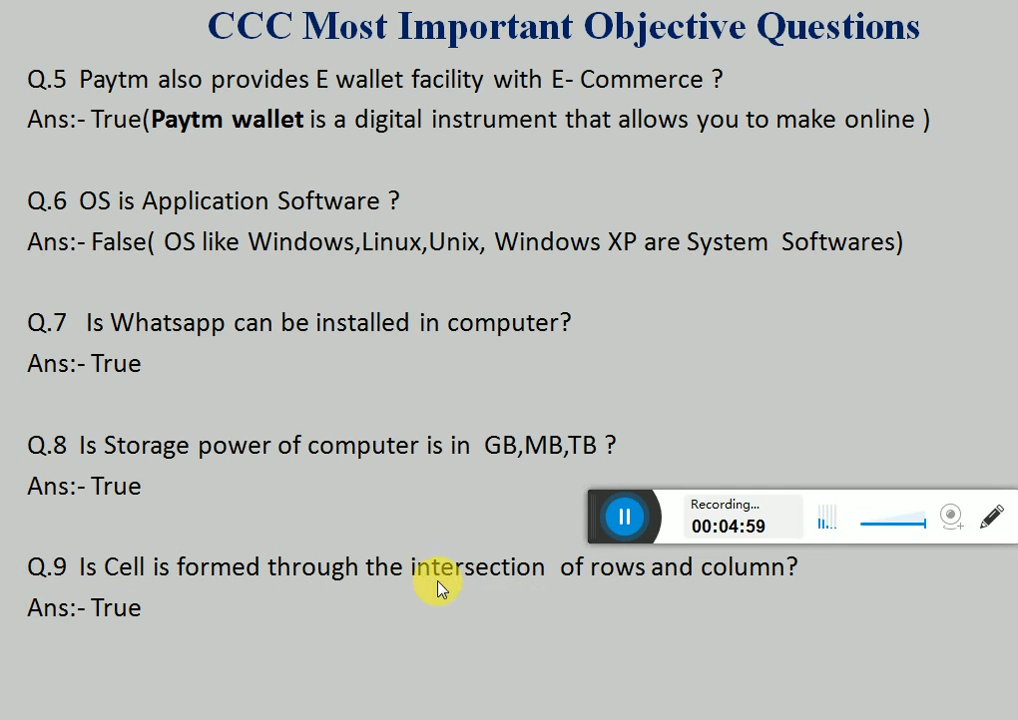 CCC Most Important Objective Questions
Q.5 Paytm also provides E wallet facility with E- Commerce ?
Ans:- True(Paytm wallet is a digital instrument that allows you to make online )
Q.6 OS is Application Software ?
Ans:- False( OS like Windows,Linux,Unix, Windows XP are System Softwares)
Q.7 Is Whatsapp can be installed in computer?
Ans:- True
Q.8 Is Storage power of computer is in GB,MB,TB ?
Ans:- True
Recording...
00:04:59
Q.9 Is Cell is formed through the intersection of rows and column?
Ans:- True